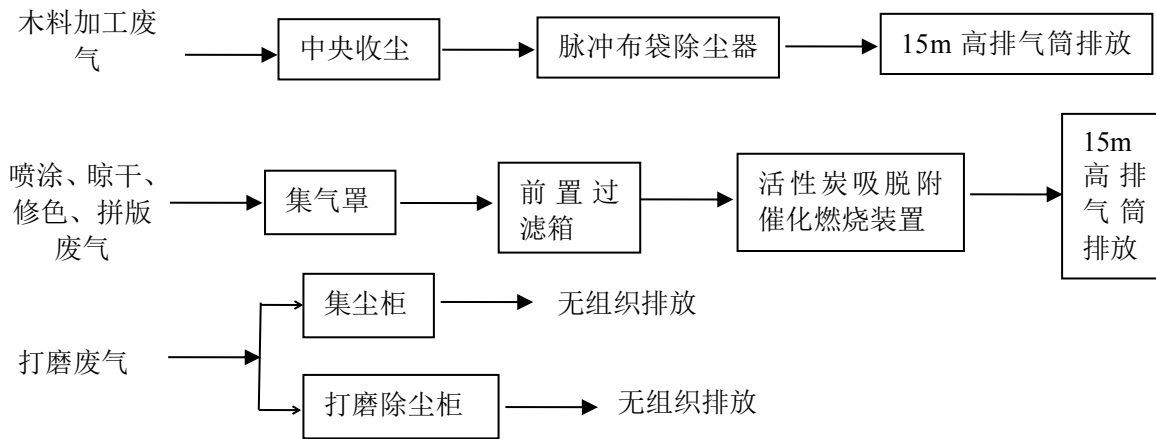 木料加工废
气
中央收尘
脉冲布袋除尘器
15m 高排气筒排放
喷涂、晾干、
修色、拼版
废气
集气罩
前置过
滤箱
活性炭吸脱附
催化燃烧装置
15m
高排
气筒
排放
打磨废气
集尘柜
无组织排放
打磨除尘柜
无组织排放